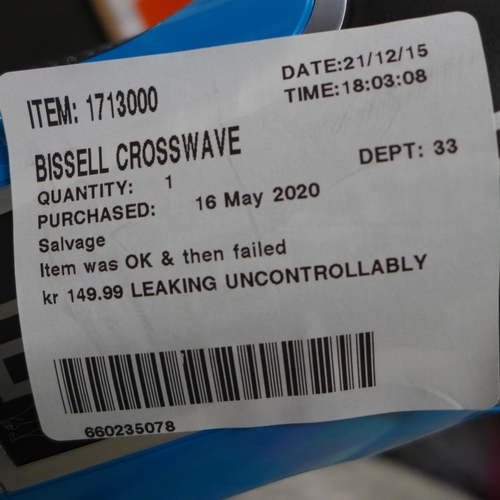 DATE:21/12/15
ITEM: 1713000 TIME:18:03:08
BISSELL CROSSWAVE
QUANTITY: 1 DEPT: 33
PURCHASED: 16 May 2020
Salvage
Item was OK & then failed
kr 149.99 LEAKING UNCONTROLLABLY
660235078